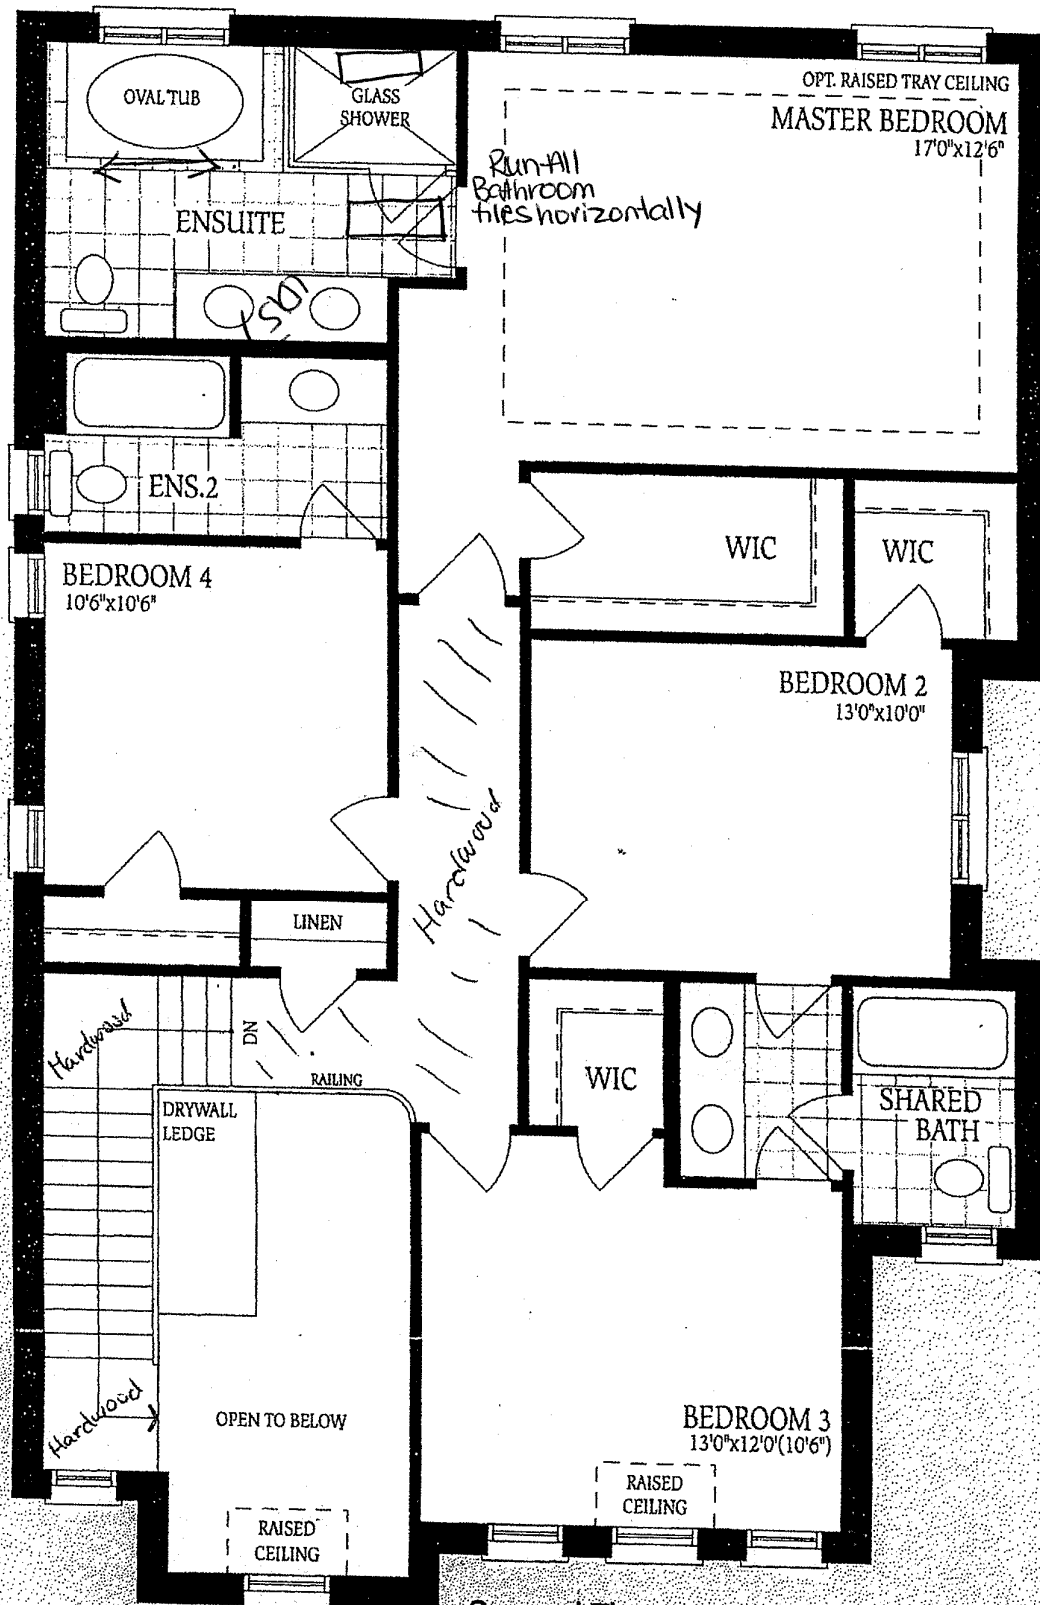 OVAL TUB
GLASS
SHOWER
OPT. RAISED TRAY CEILING
MASTER BEDROOM
17'0"x12'6"
Run All
Bathroom
tiles horizontally
ENSUITE
ENS.2
WIC
WIC
BEDROOM 4
10'6"x10'6"
BEDROOM 2
13'0"x10'0"
Hardwood
LINEN
Hardwood
DN
RAILING
WIC
DRYWALL
LEDGE
SHARED
BATH
Hardwood
OPEN TO BELOW
BEDROOM 3
13'0"x12'0"(10'6")
RAISED
CEILING
RAISED
CEILING